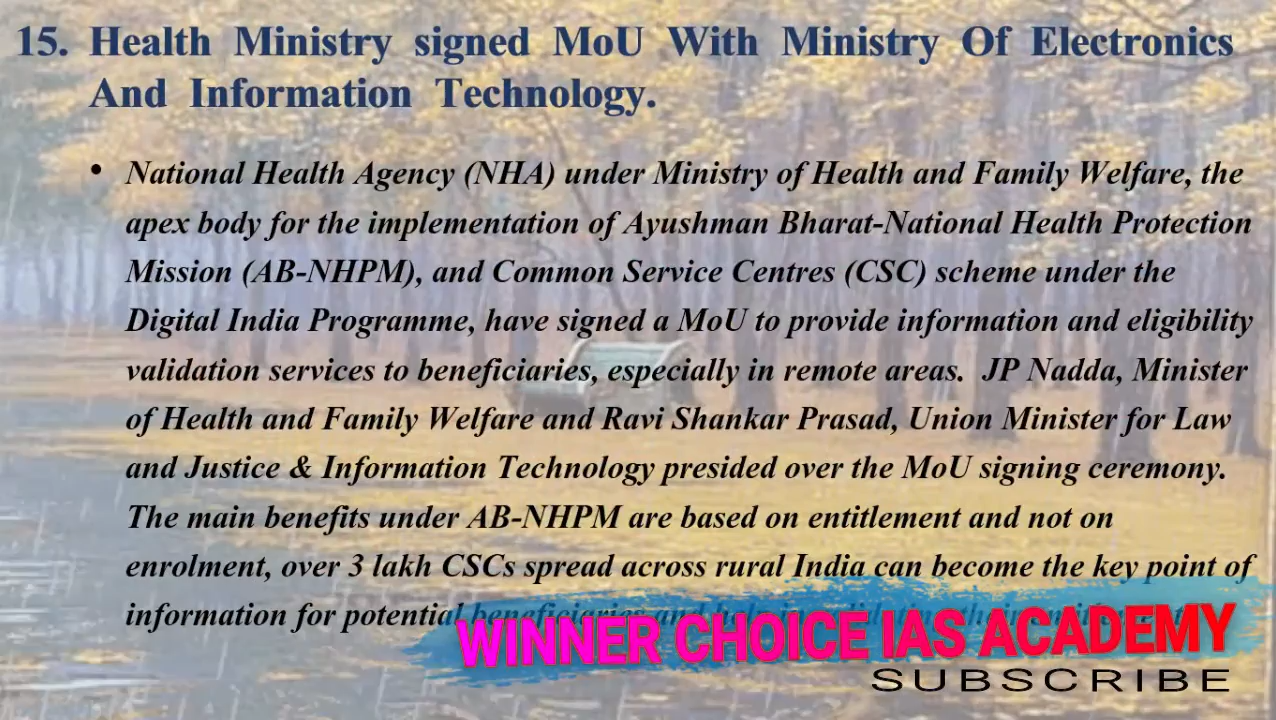 15. Health Ministry signed MoU With Ministry Of Electronics
And Information Technology.
• National Health Agency (NHA) under Ministry of Health and Family Welfare, the
apex body for the implementation of Ayushman Bharat-National Health Protection
Mission (AB-NHPM), and Common Service Centres (CSC) scheme under the
Digital India Programme, have signed a MoU to provide information and eligibility
validation services to beneficiaries, especially in remote areas. JP Nadda, Minister
of Health and Family Welfare and Ravi Shankar Prasad, Union Minister for Law
and Justice & Information Technology presided over the MoU signing ceremony.
The main benefits under AB-NHPM are based on entitlement and not on
enrolment, over 3 lakh CSCs spread across rural India can become the key point of
information for potential beneficiaries and
WINNER CHOICE IAS ACADEMY
SUBSCRIBE